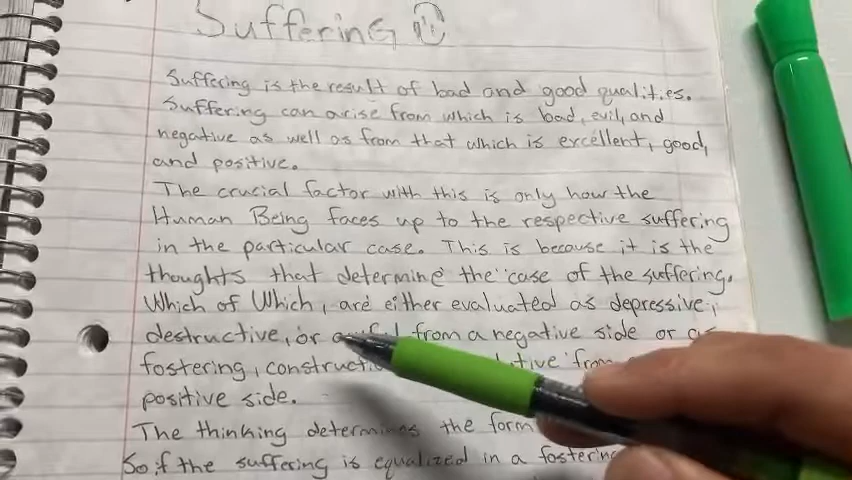 Suffering
Suffering is the result of bad and good qualities.
Suffering can arise from which is bad, evil, and
negative as well as from that which is excellent, good,
and positive.
The crucial factor with this is only how the
Human Being faces up to the respective suffering
in the particular case. This is because it is the
thoughts that determine the case of the suffering.
Which of Which, are either evaluated as depressive,
destructive, or from a negative side or
fostering, from
positive side.
The thinking determines the form
So if the suffering is equalized in a fostering